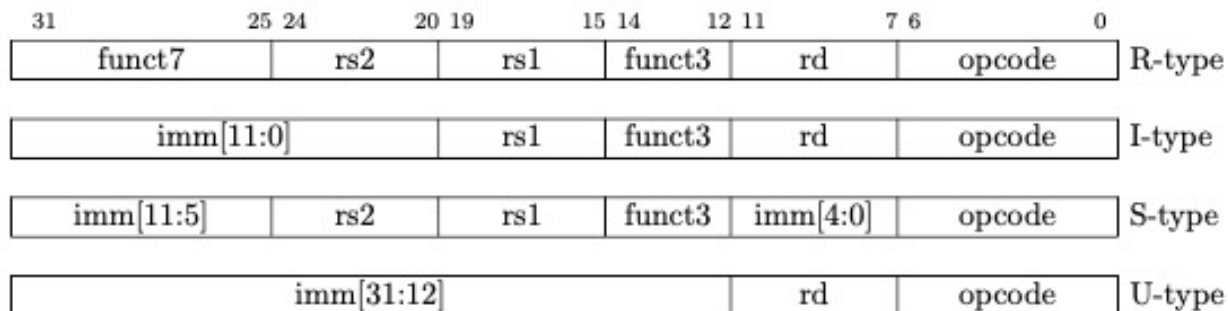 31 25 24 20 19 15 14 12 11 7 6 0
funct7 rs2 rs1 funct3 rd opcode R-type
imm[11:0] rs1 funct3 rd opcode I-type
imm[11:5] rs2 rs1 funct3 imm[4:0] opcode S-type
imm[31:12] rd opcode U-type